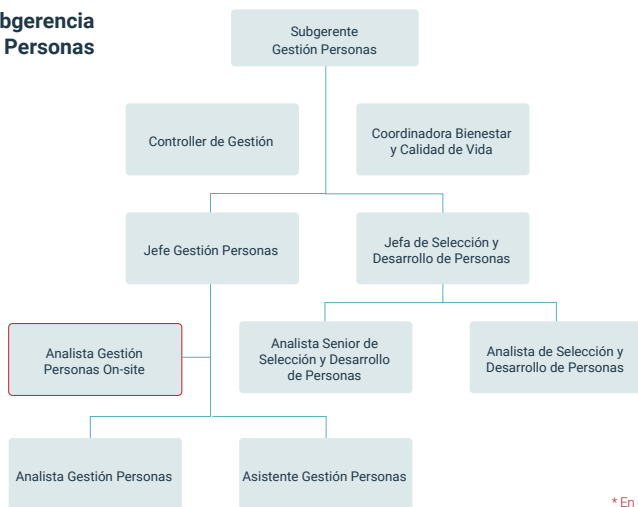 bgerencia
Personas
Subgerente
Gestión Personas
Controller de Gestión
Coordinadora Bienestar
y Calidad de Vida
Jefe Gestión Personas
Jefa de Selección y
Desarrollo de Personas
Analista Gestión
Personas On-site
Analista Senior de
Selección y Desarrollo
de Personas
Analista de Selección y
Desarrollo de Personas
Analista Gestión Personas
Asistente Gestión Personas
* En